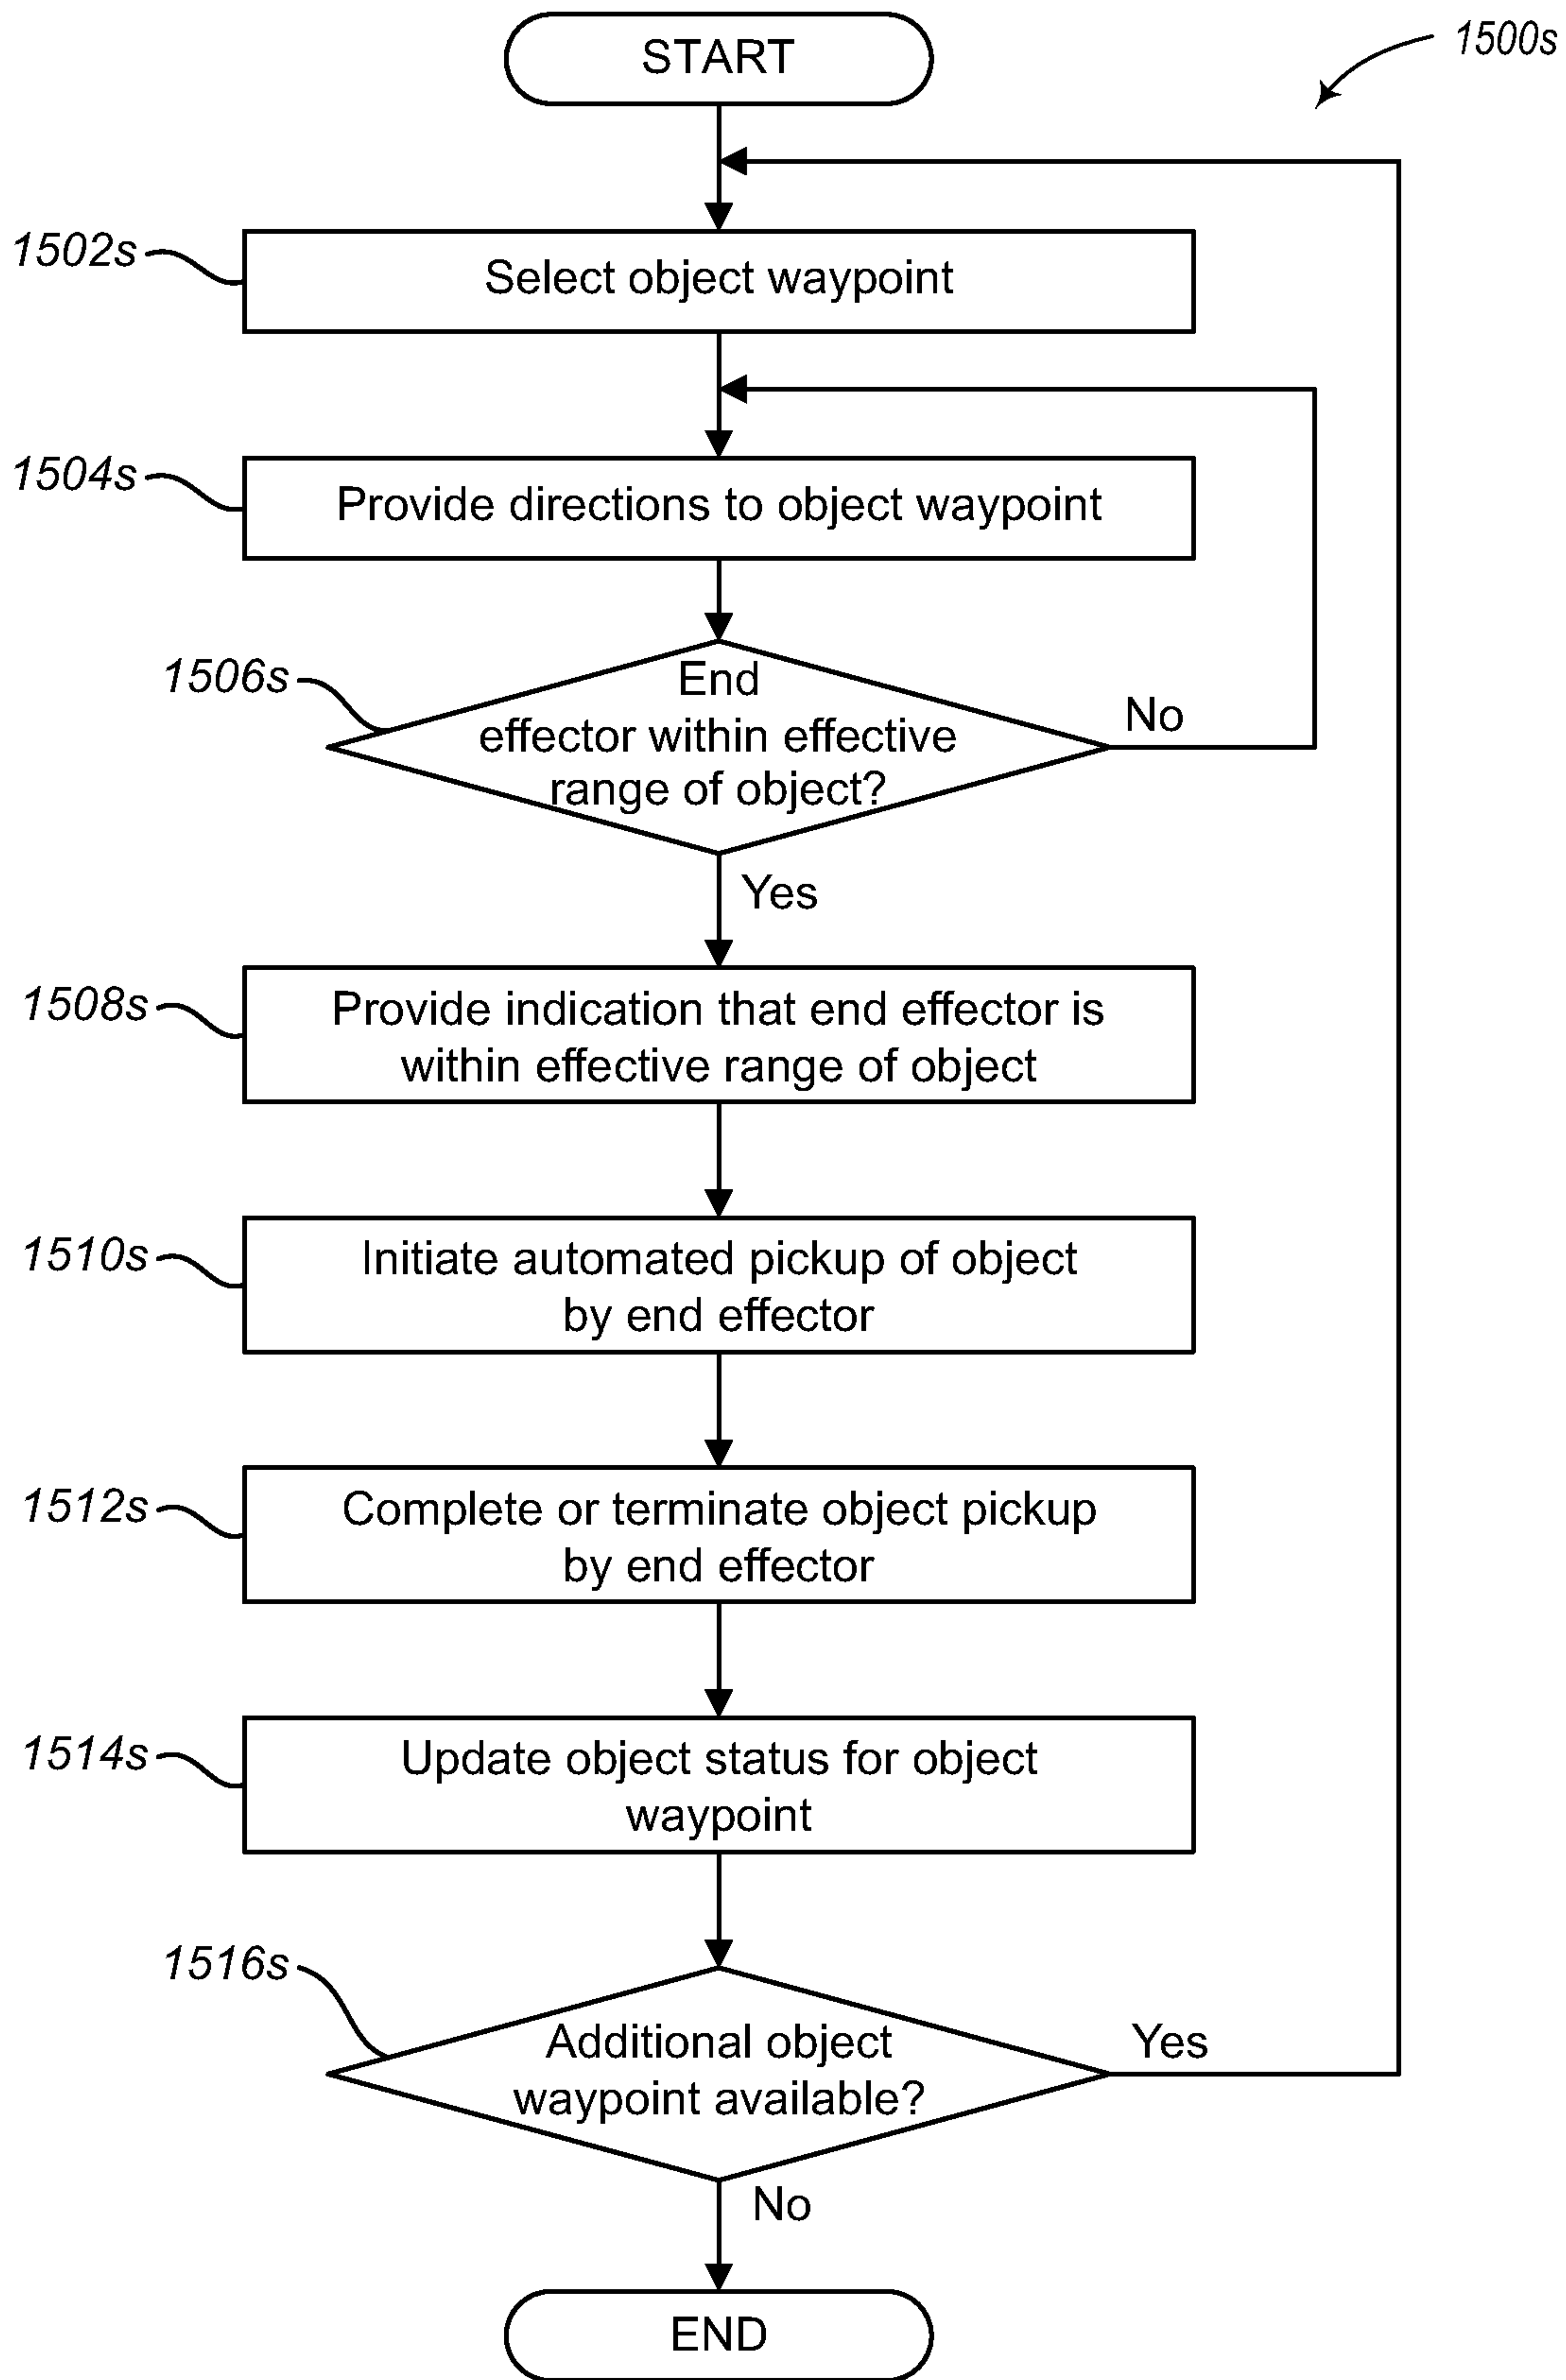 START
1500s
1502s
Select object waypoint
1504s
Provide directions to object waypoint
1506s
End
effector within effective
range of object?
No
Yes
1508s
Provide indication that end effector is
within effective range of object
1510s
Initiate automated pickup of object
by end effector
1512s
Complete or terminate object pickup
by end effector
1514s
Update object status for object
waypoint
1516s
Additional object
waypoint available?
Yes
No
END